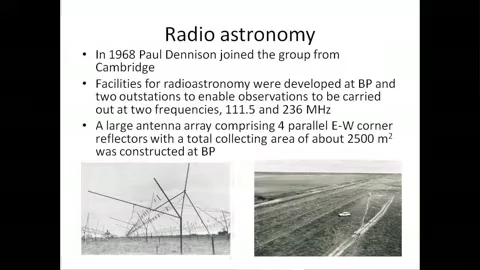 Radio astronomy
• In 1968 Paul Dennison joined the group from
Cambridge
• Facilities for radioastronomy were developed at BP and
two outstations to enable observations to be carried
out at two frequencies, 111.5 and 236 MHz
• A large antenna array comprising 4 parallel E-W corner
reflectors with a total collecting area of about 2500 m²
was constructed at BP